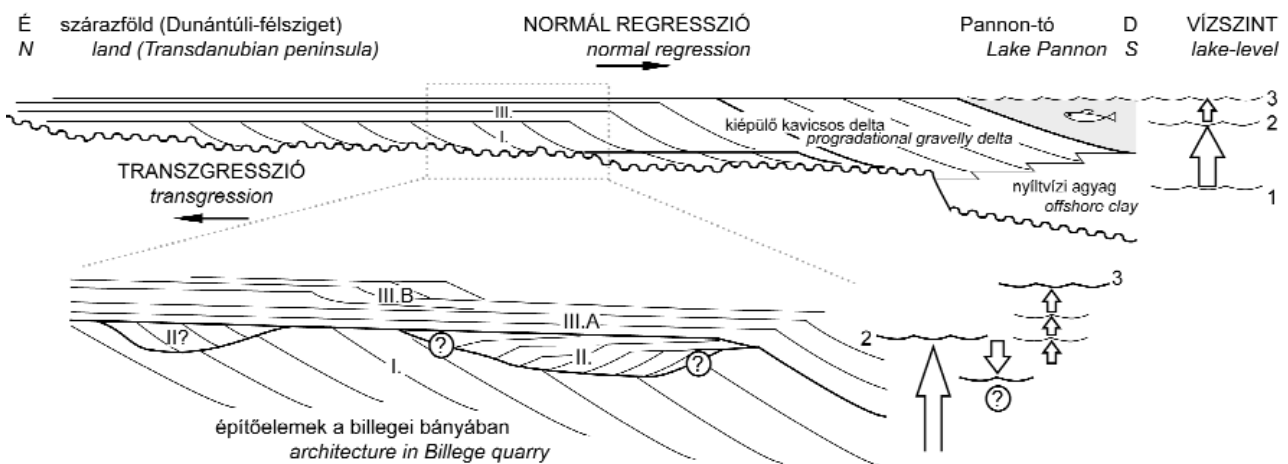 É szárazföld (Dunántúli-félsziget) NORMÁL REGRESSZIÓ Pannon-tó D VÍZSZINT
N land (Transdanubian peninsula) normal regression Lake Pannon S lake-level
3
III.
2
kiépülő kavicsos delta
I.
progradational gravelly delta
TRANSZGRESSZIÓ
transgression
nyíltvízi agyag
offshore clay
1
3
III.B
III.A
2
II?
?
II.
?
I.
?
építőelemek a billegei bányában
architecture in Billege quarry